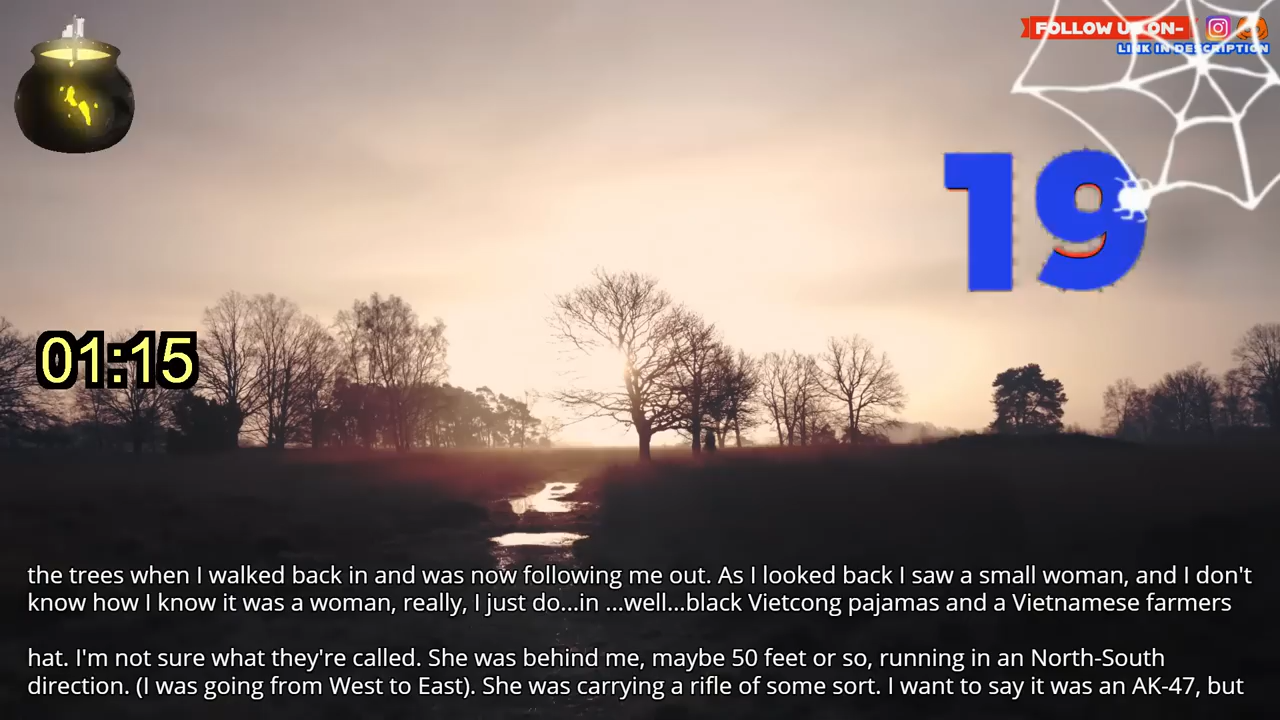 FOLLOW US ON-
LINK IN DESCRIPTION
19
01:15
the trees when I walked back in and was now following me out. As I looked back I saw a small woman, and I don't
know how I know it was a woman, really, I just do...in ...well...black Vietcong pajamas and a Vietnamese farmers
hat. I'm not sure what they're called. She was behind me, maybe 50 feet or so, running in an North-South
direction. (I was going from West to East). She was carrying a rifle of some sort. I want to say it was an AK-47, but